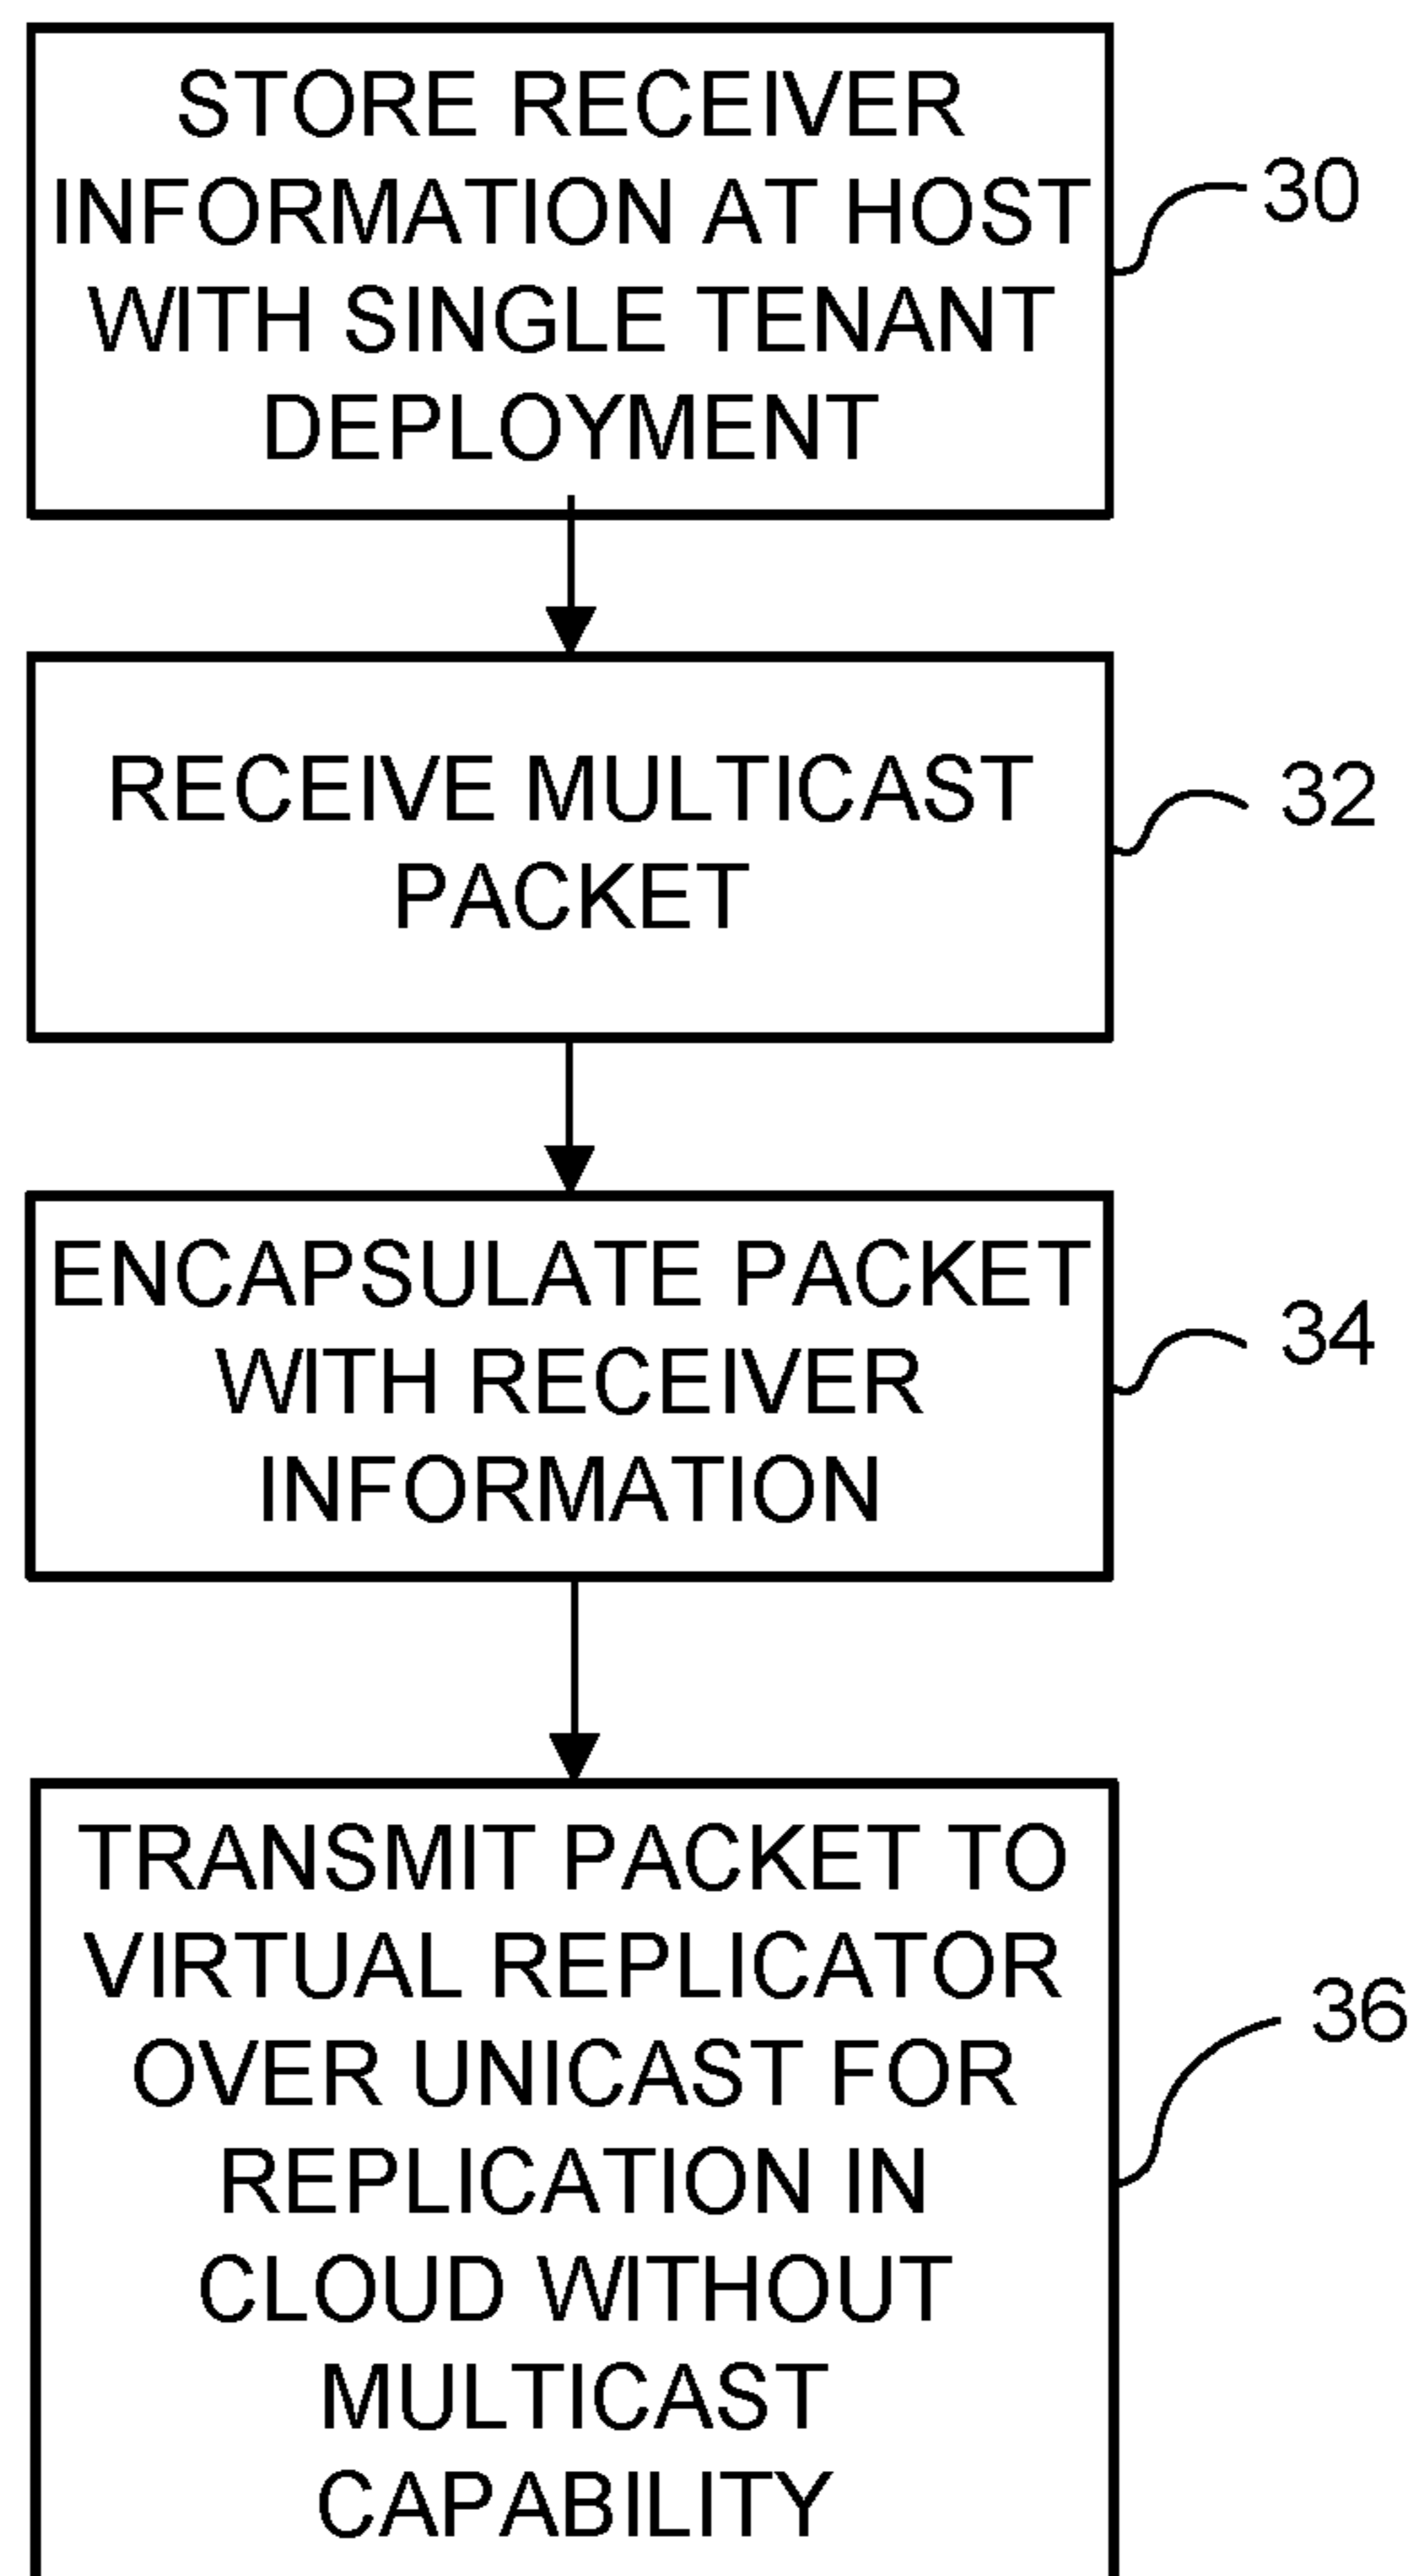 STORE RECEIVER
INFORMATION AT HOST
WITH SINGLE TENANT
DEPLOYMENT
30
RECEIVE MULTICAST
PACKET
32
ENCAPSULATE PACKET
WITH RECEIVER
INFORMATION
34
TRANSMIT PACKET TO
VIRTUAL REPLICATOR
OVER UNICAST FOR
REPLICATION IN
CLOUD WITHOUT
MULTICAST
CAPABILITY
36